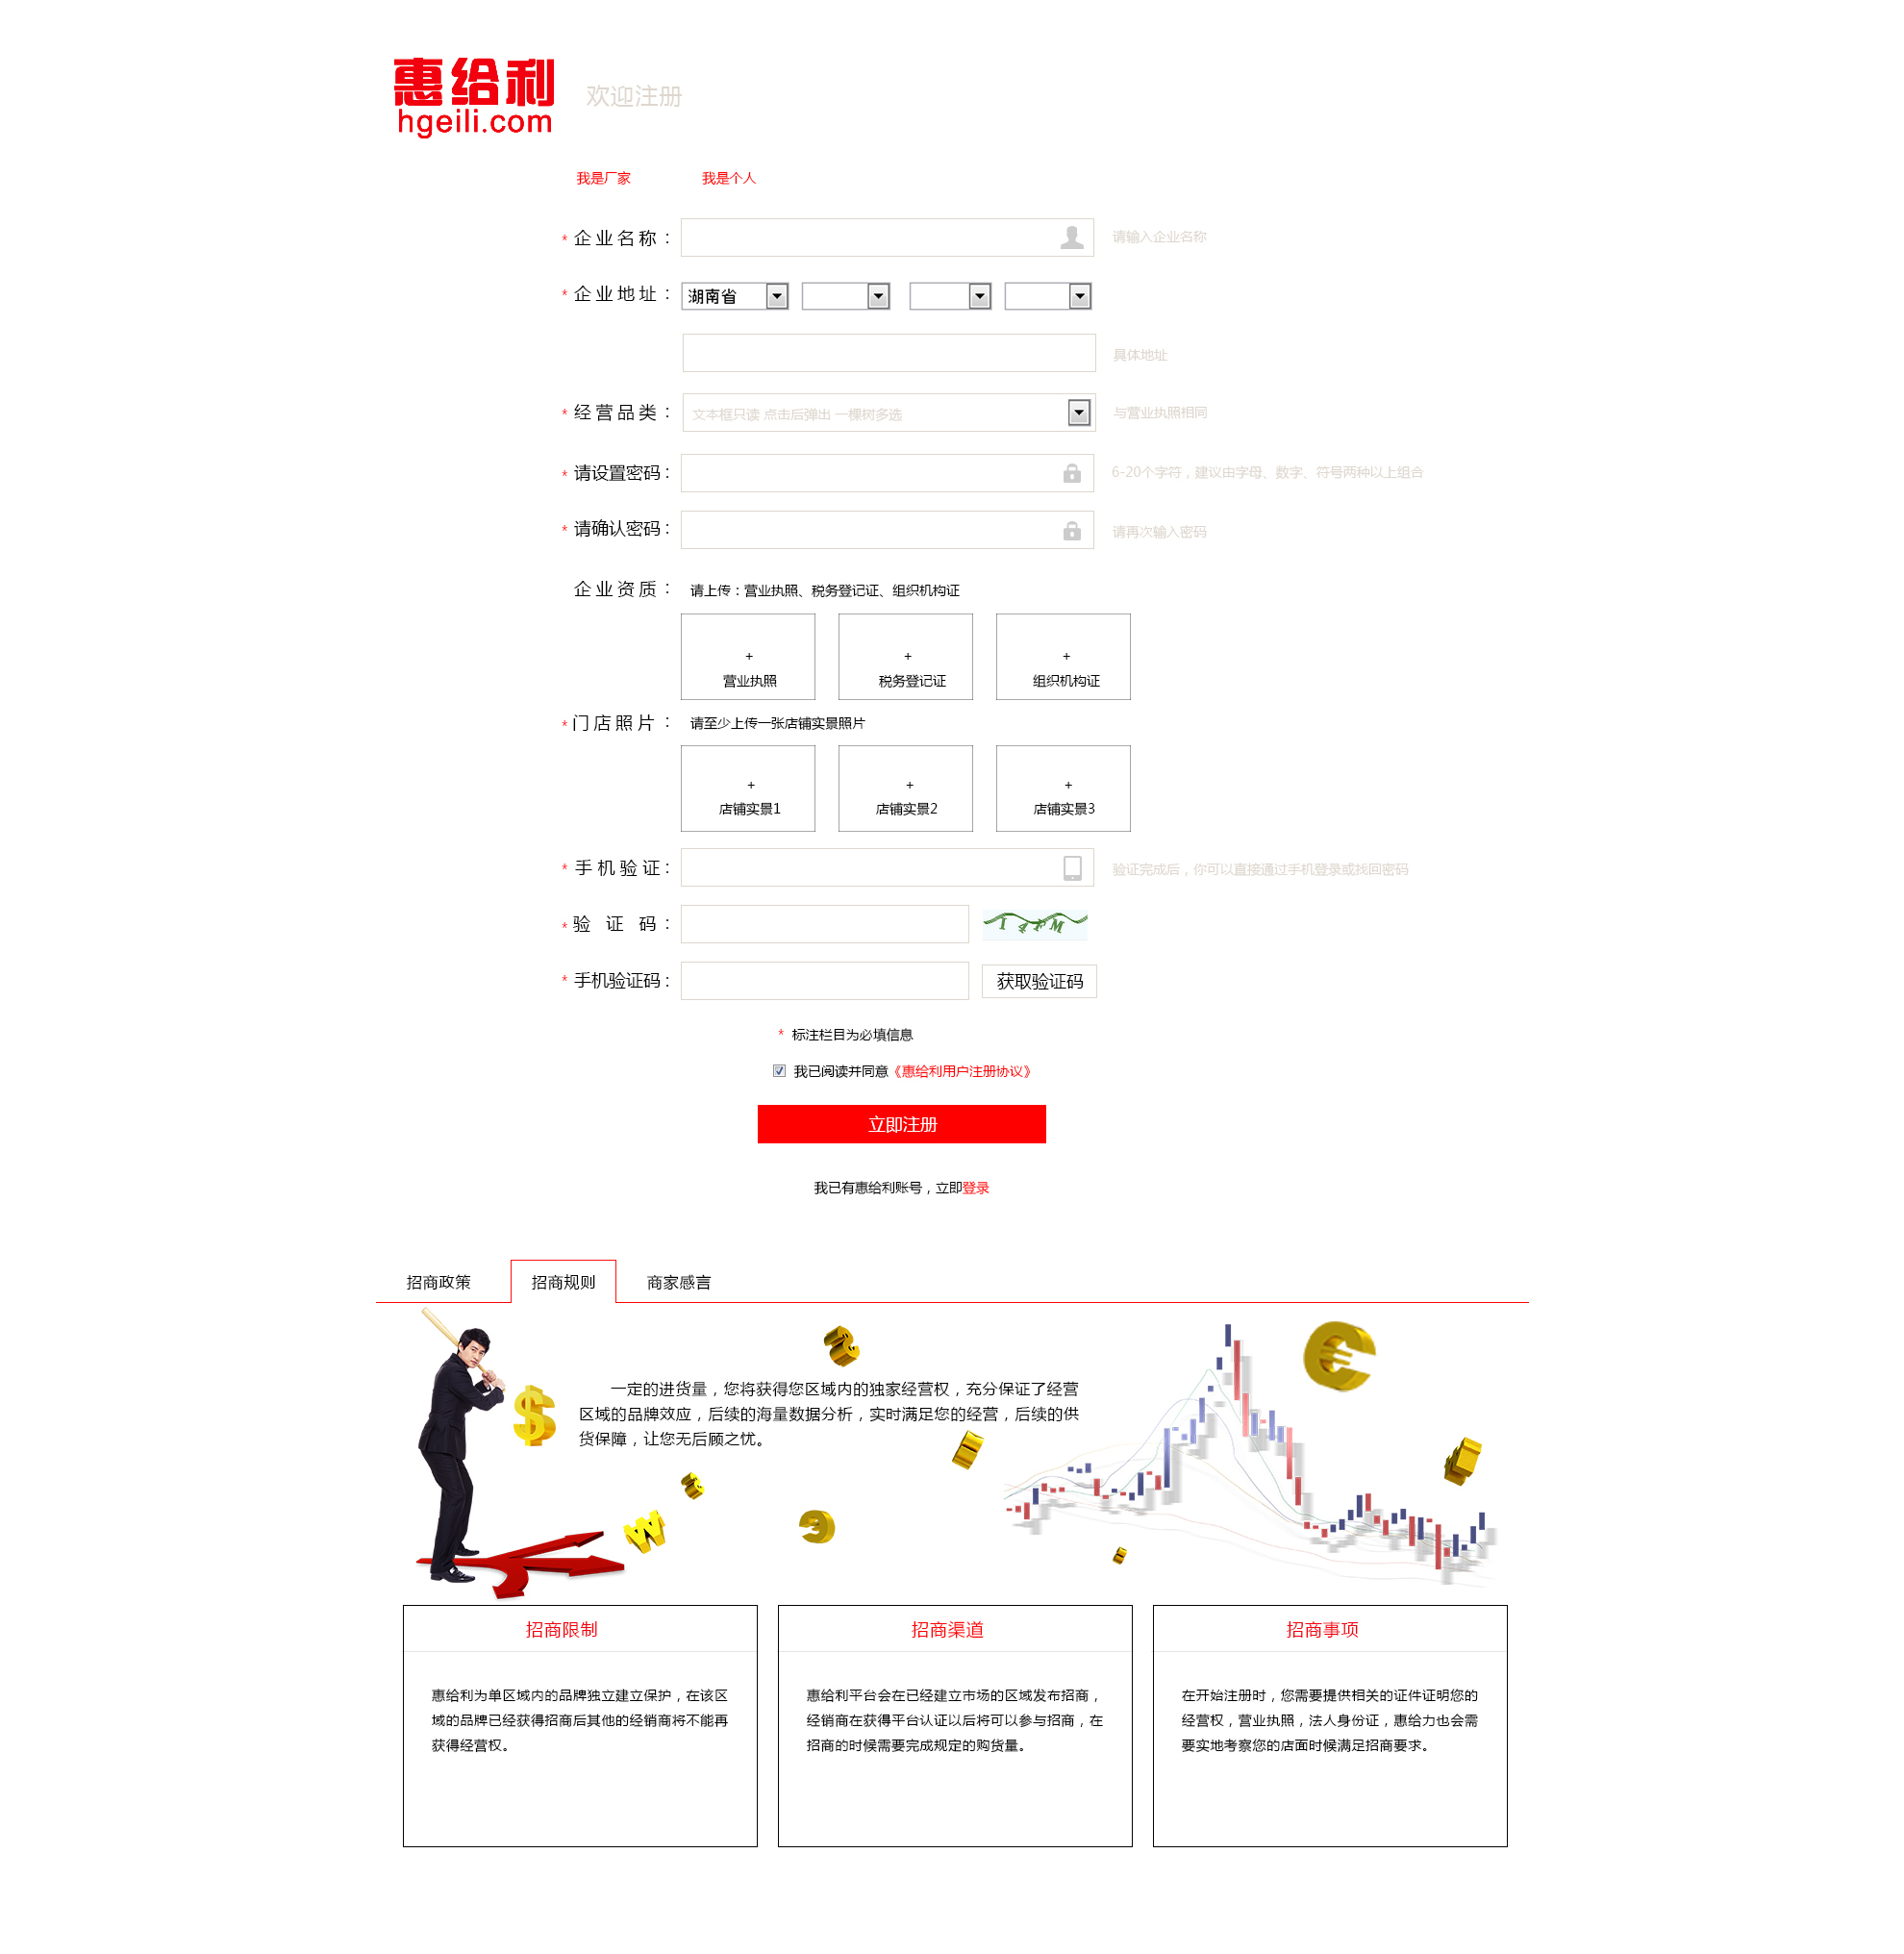 惠给利
hgeili.com
欢迎注册
我是厂家 我是个人
* 企业名称： 请输入企业名称
* 企业地址： 湖南省
具体地址
* 经营品类： 文本框只读 点击后弹出 一棵树多选 与营业执照相同
* 请设置密码： 6-20个字符，建议由字母、数字、符号两种以上组合
* 请确认密码： 请再次输入密码
企业资质： 请上传：营业执照、税务登记证、组织机构证
+ + +
营业执照 税务登记证 组织机构证
* 门店照片： 请至少上传一张店铺实景照片
+ + +
店铺实景1 店铺实景2 店铺实景3
* 手机验证： 验证完成后，你可以直接通过手机登录或找回密码
* 验证码：
* 手机验证码： 获取验证码
* 标注栏目为必填信息
我已阅读并同意《惠给利用户注册协议》
立即注册
我已有惠给利账号，立即登录
招商政策 招商规则 商家感言
一定的进货量，您将获得您区域内的独家经营权，充分保证了经营
区域的品牌效应，后续的海量数据分析，实时满足您的经营，后续的供
货保障，让您无后顾之忧。
招商限制
惠给利为单区域内的品牌独立建立保护，在该区
域的品牌已经获得招商后其他的经销商将不能再
获得经营权。
招商渠道
惠给利平台会在已经建立市场的区域发布招商，
经销商在获得平台认证以后将可以参与招商，在
招商的时候需要完成规定的购货量。
招商事项
在开始注册时，您需要提供相关的证件证明您的
经营权，营业执照，法人身份证，惠给力也会需
要实地考察您的店面时候满足招商要求。